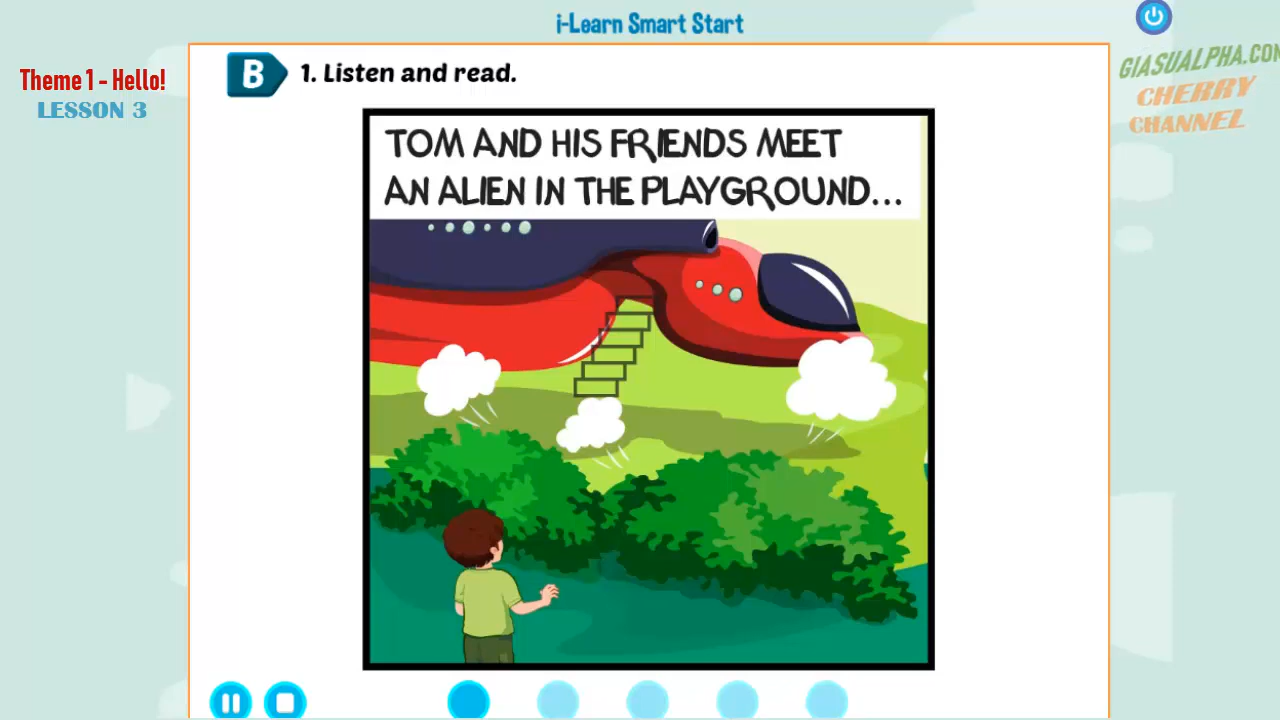 i-Learn Smart Start
Theme 1 - Hello!
LESSON 3
B 1. Listen and read.
GIASUALPHA.COM
CHERRY
CHANNEL
TOM AND HIS FRIENDS MEET
AN ALIEN IN THE PLAYGROUND...